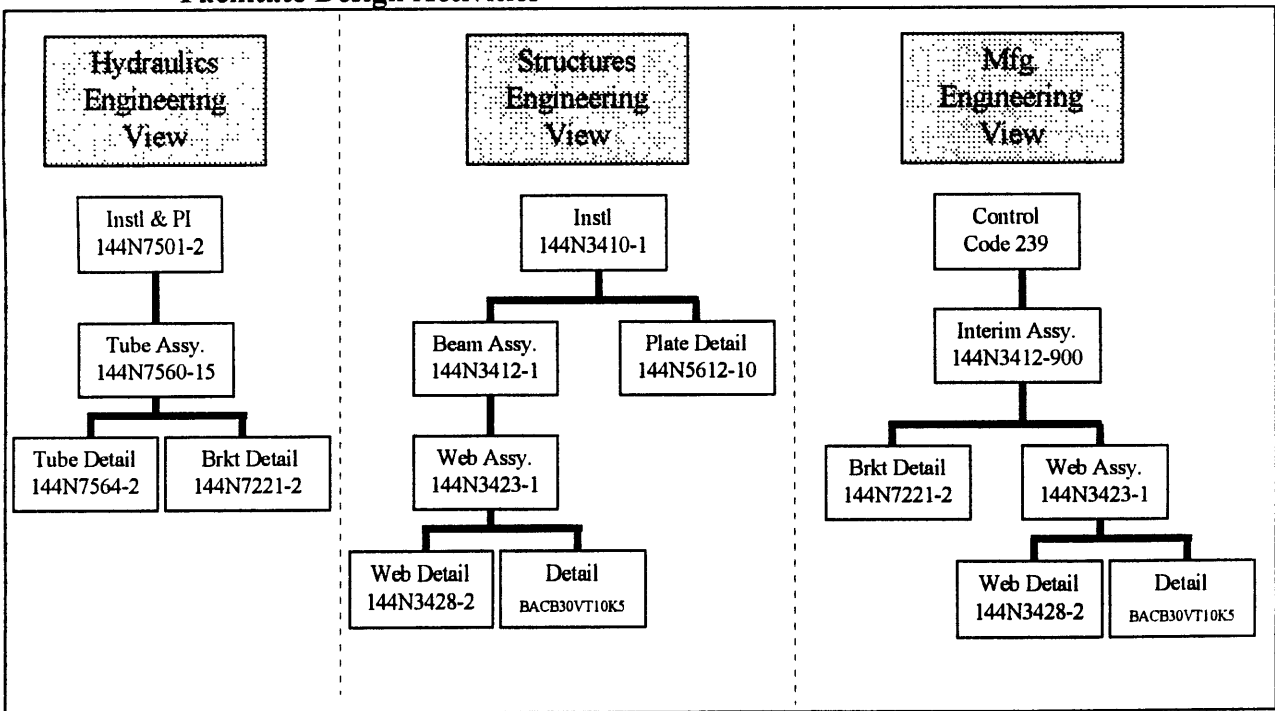 Facilitate Design Activities
Hydraulics
Engineering
View
Instl & PI
144N7501-2
Tube Assy.
144N7560-15
Tube Detail
144N7564-2
Brkt Detail
144N7221-2
Structures
Engineering
View
Instl
144N3410-1
Beam Assy.
144N3412-1
Plate Detail
144N5612-10
Web Assy.
144N3423-1
Web Detail
144N3428-2
Detail
BACB30VT10K5
Mfg
Engineering
View
Control
Code 239
Interim Assy.
144N3412-900
Brkt Detail
144N7221-2
Web Assy.
144N3423-1
Web Detail
144N3428-2
Detail
BACB30VT10K5